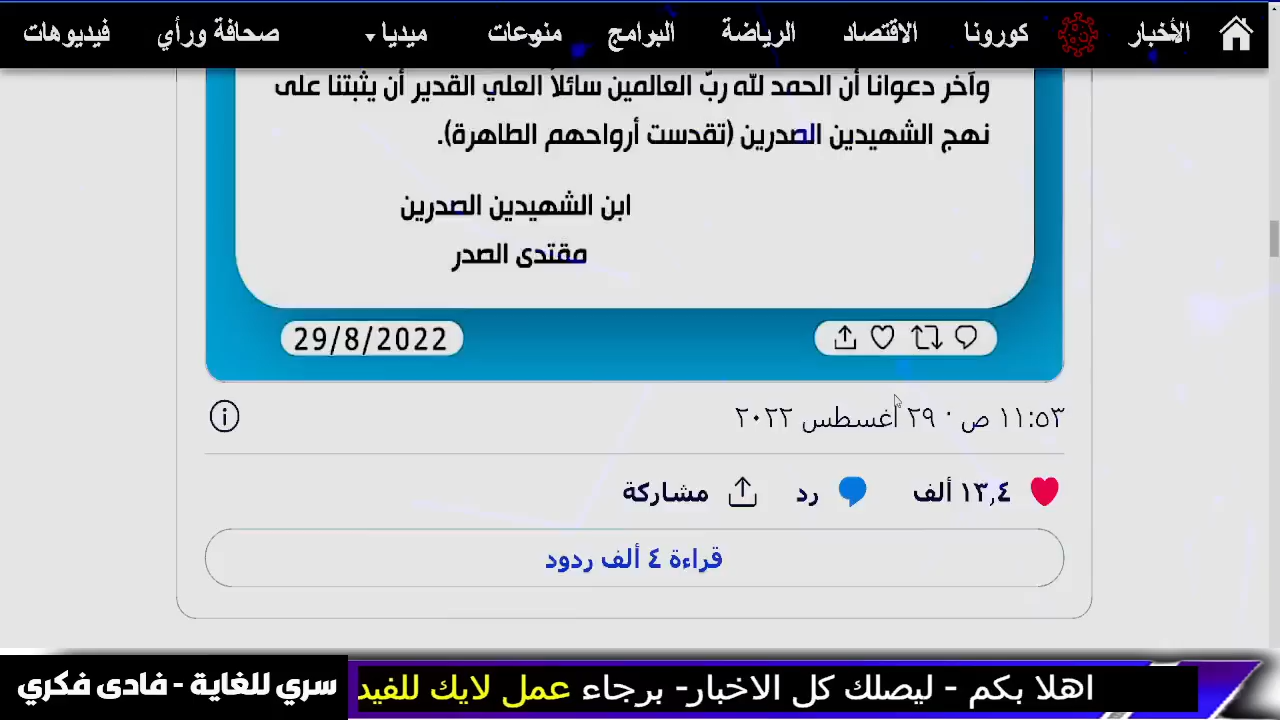 الأخبار كورونا الاقتصاد الرياضة البرامج منوعات ميديا صحافة ورأي فيديوهات
وآخر دعوانا أن الحمد لله ربّ العالمين سائلاً العلي القدير أن يثبتنا على
نهج الشهيدين الصدرين (تقدست أرواحهم الطاهرة).
ابن الشهيدين الصدرين
مقتدى الصدر
29/8/2022
١١:٥٣ ص · ٢٩ أغسطس ٢٠٢٢
١٣,٤ ألف رد مشاركة
قراءة ٤ ألف ردود
اهلا بكم - ليصلك كل الاخبار- برجاء عمل لايك للفيد
سري للغاية - فادى فكري